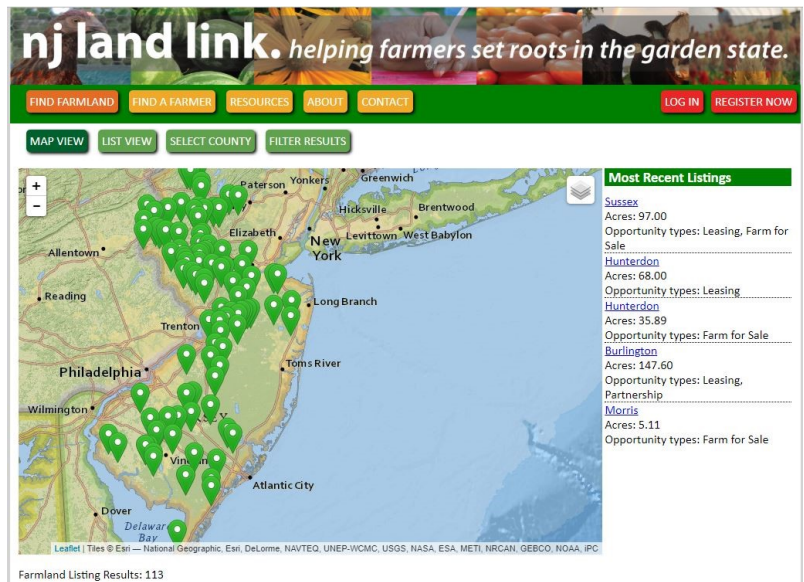 nj land link. helping farmers set roots in the garden state.
FIND FARMLAND FIND A FARMER RESOURCES ABOUT CONTACT LOG IN REGISTER NOW
MAP VIEW LIST VIEW SELECT COUNTY FILTER RESULTS
+
−
Paterson
Yonkers
Greenwich
Hicksville
Brentwood
Elizabeth
New
York
Levittown
West Babylon
Allentown
Reading
Long Branch
Trenton
Philadelphia
Toms River
Wilmington
Atlantic City
Dover
Delawar
Bay
Leaflet | Tiles © Esri — National Geographic, Esri, DeLorme, NAVTEQ, UNEP-WCMC, USGS, NASA, ESA, METI, NRCAN, GEBCO, NOAA, iPC
Farmland Listing Results: 113
Most Recent Listings
Sussex
Acres: 97.00
Opportunity types: Leasing, Farm for
Sale
Hunterdon
Acres: 68.00
Opportunity types: Leasing
Hunterdon
Acres: 35.89
Opportunity types: Farm for Sale
Burlington
Acres: 147.60
Opportunity types: Leasing,
Partnership
Morris
Acres: 5.11
Opportunity types: Farm for Sale